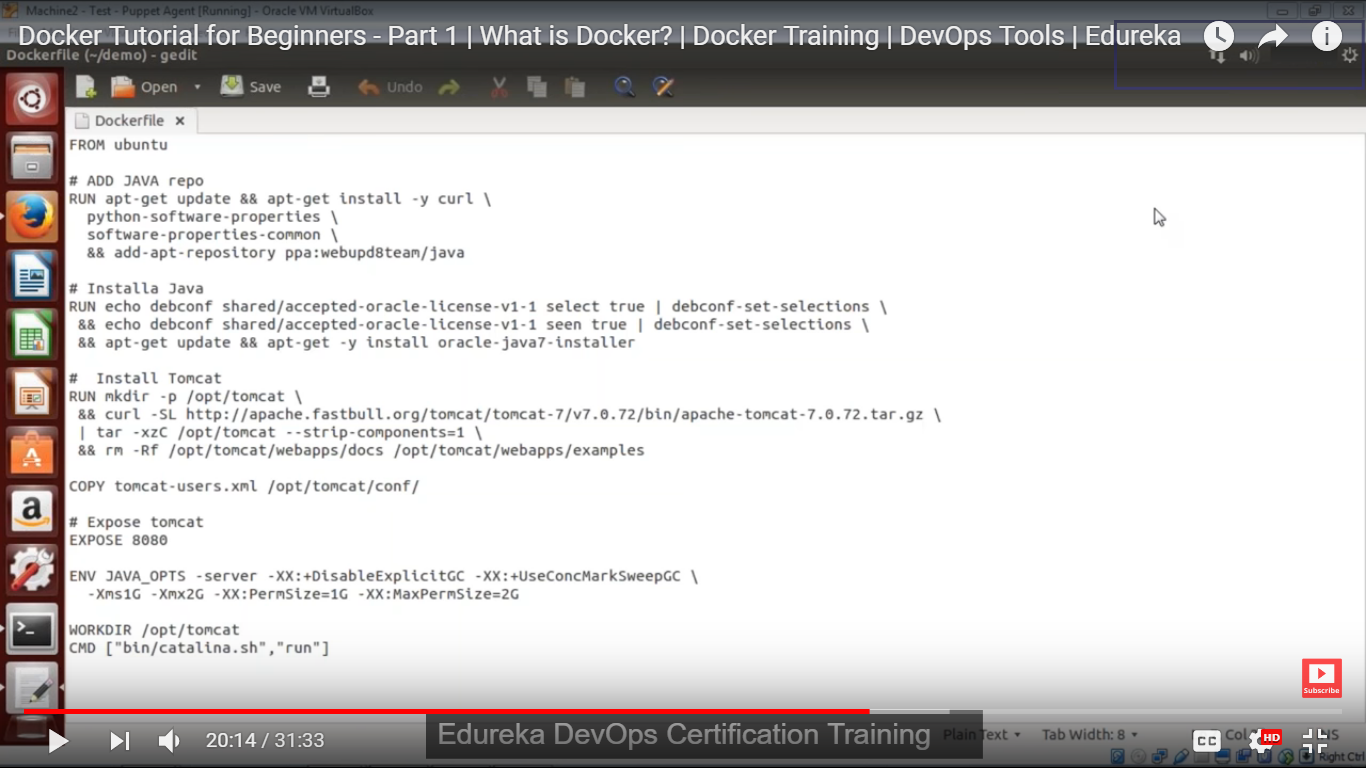 Machine2 - Test - Puppet Agent [Running] - Oracle VM VirtualBox
Docker Tutorial for Beginners - Part 1 | What is Docker? | Docker Training | DevOps Tools | Edureka
Dockerfile (~/demo) - gedit
Open Save Undo
Dockerfile
FROM ubuntu
# ADD JAVA repo
RUN apt-get update && apt-get install -y curl \
python-software-properties \
software-properties-common \
&& add-apt-repository ppa:webupd8team/java
# Installa Java
RUN echo debconf shared/accepted-oracle-license-v1-1 select true | debconf-set-selections \
&& echo debconf shared/accepted-oracle-license-v1-1 seen true | debconf-set-selections \
&& apt-get update && apt-get -y install oracle-java7-installer
#  Install Tomcat
RUN mkdir -p /opt/tomcat \
&& curl -SL http://apache.fastbull.org/tomcat/tomcat-7/v7.0.72/bin/apache-tomcat-7.0.72.tar.gz \
| tar -xzC /opt/tomcat --strip-components=1 \
&& rm -Rf /opt/tomcat/webapps/docs /opt/tomcat/webapps/examples
COPY tomcat-users.xml /opt/tomcat/conf/
# Expose tomcat
EXPOSE 8080
ENV JAVA_OPTS -server -XX:+DisableExplicitGC -XX:+UseConcMarkSweepGC \
-Xms1G -Xmx2G -XX:PermSize=1G -XX:MaxPermSize=2G
WORKDIR /opt/tomcat
CMD ["bin/catalina.sh","run"]
Subscribe
20:14 / 31:33
Edureka DevOps Certification Training
Plain Text Tab Width: 8
CC HD
Right Ctrl